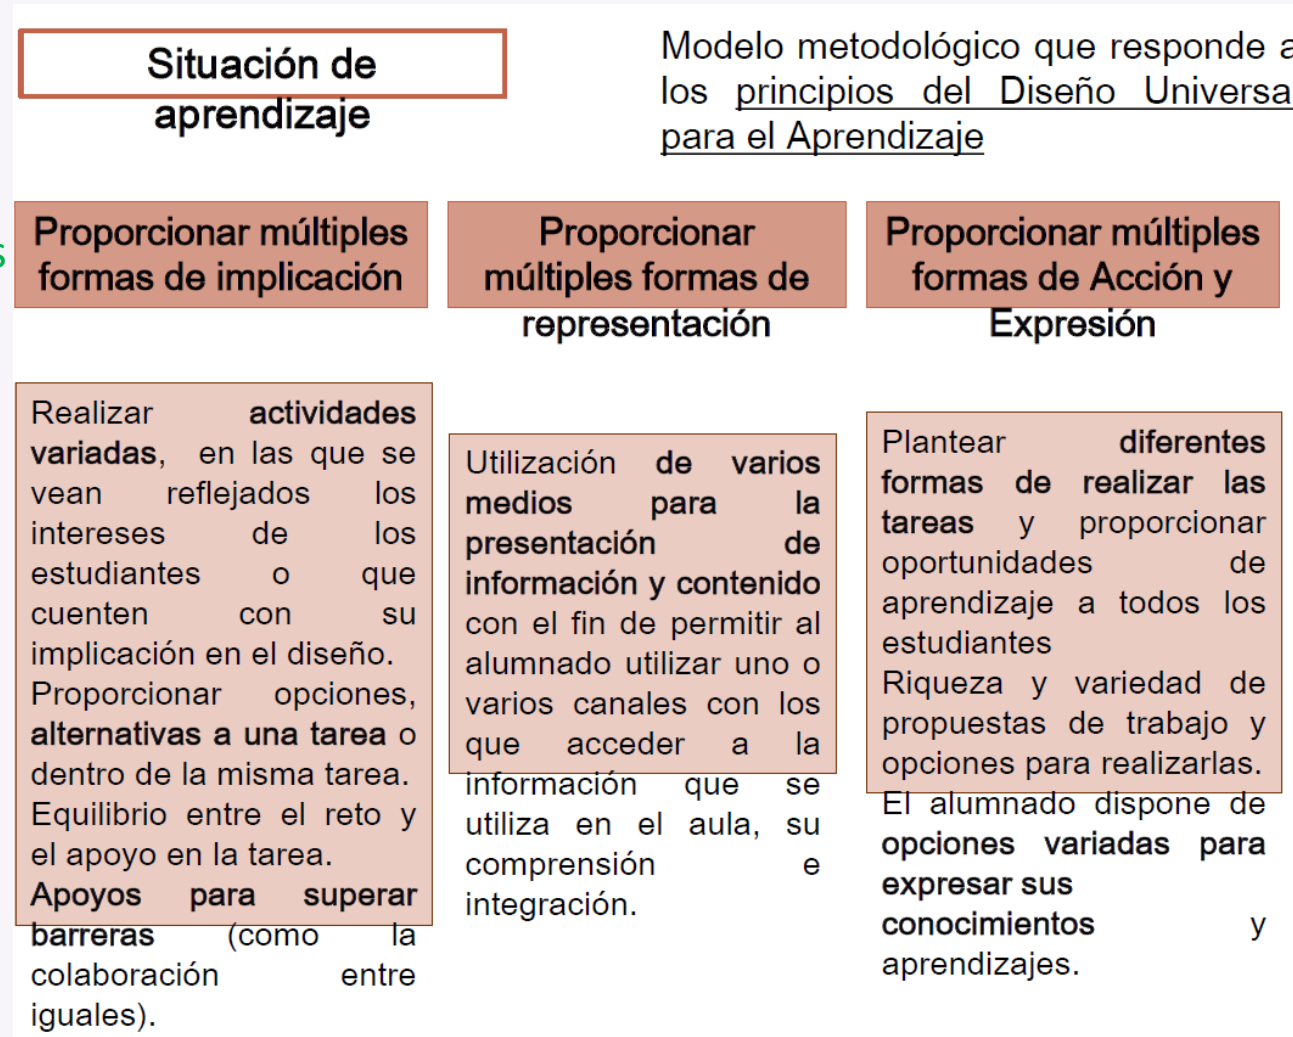 Situación de
aprendizaje
Modelo metodológico que responde a
los principios del Diseño Universa
para el Aprendizaje
Proporcionar múltiples
formas de implicación
Proporcionar
múltiples formas de
representación
Proporcionar múltiples
formas de Acción y
Expresión
Realizar actividades
variadas, en las que se
vean reflejados los
intereses de los
estudiantes o que
cuenten con su
implicación en el diseño.
Proporcionar opciones,
alternativas a una tarea o
dentro de la misma tarea.
Equilibrio entre el reto y
el apoyo en la tarea.
Apoyos para superar
barreras (como la
colaboración entre
iguales).
Utilización de varios
medios para la
presentación de
información y contenido
con el fin de permitir al
alumnado utilizar uno o
varios canales con los
que acceder a la
información que se
utiliza en el aula, su
comprensión e
integración.
Plantear diferentes
formas de realizar las
tareas y proporcionar
oportunidades de
aprendizaje a todos los
estudiantes
Riqueza y variedad de
propuestas de trabajo y
opciones para realizarlas.
El alumnado dispone de
opciones variadas para
expresar sus
conocimientos y
aprendizajes.